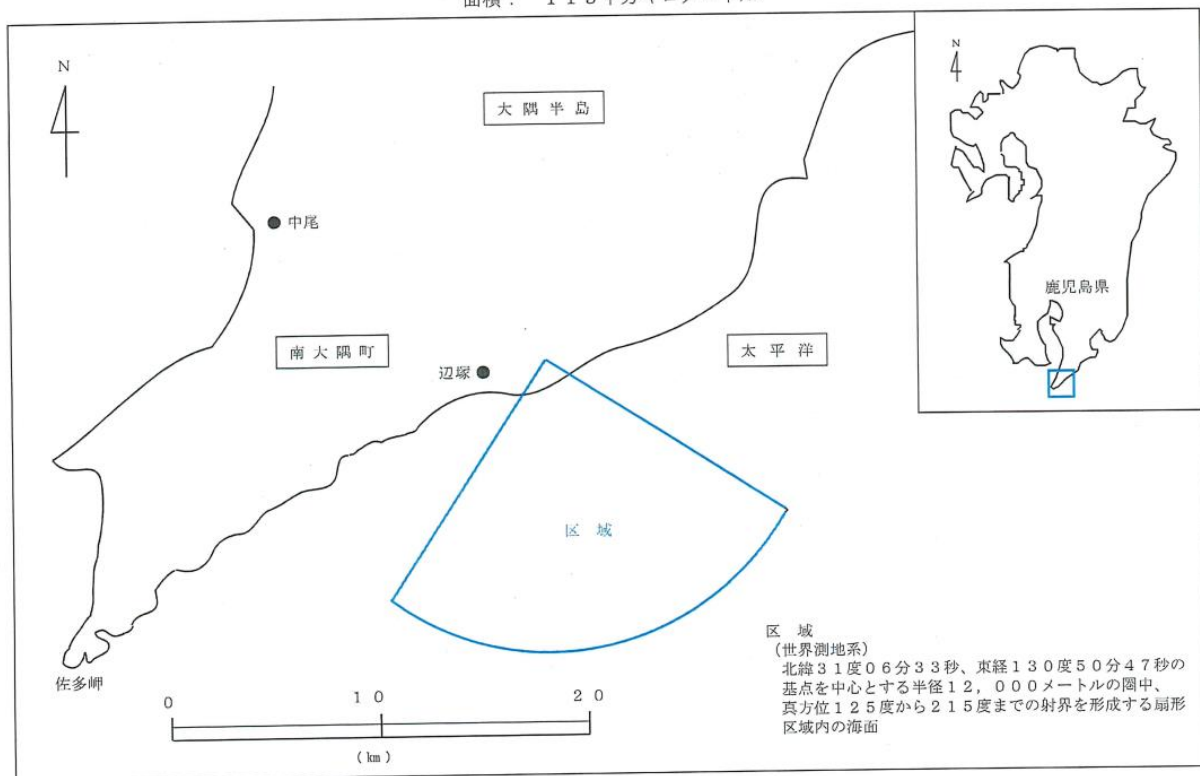 N
大隅半島
中尾
南大隅町
辺塚
太平洋
区域
佐多岬
0 10 20
(km)
N
鹿児島県
区 域
(世界測地系)
北緯31度06分33秒、東経130度50分47秒の
基点を中心とする半径12,000メートルの圏中、
真方位125度から215度までの射界を形成する扇形
区域内の海面